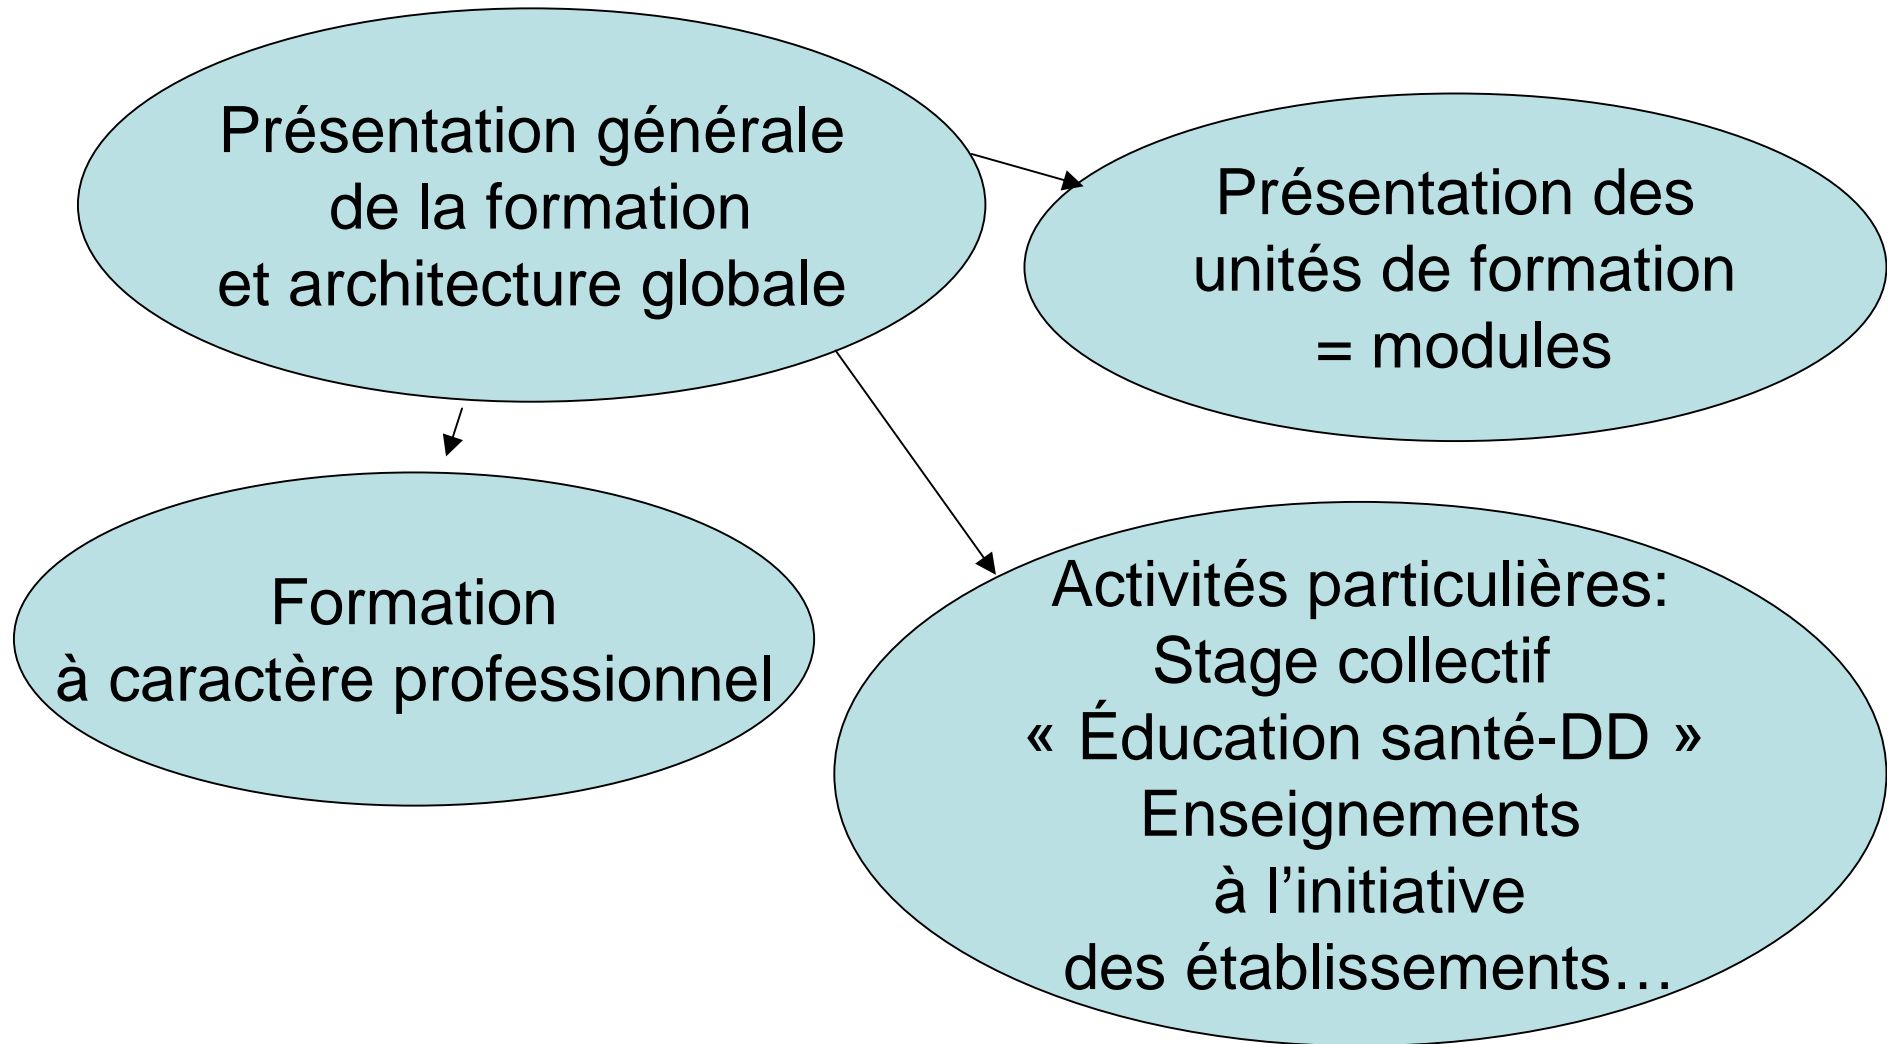 Présentation générale
de la formation
et architecture globale
Présentation des
unités de formation
= modules
Formation
à caractère professionnel
Activités particulières:
Stage collectif
« Éducation santé-DD »
Enseignements
à l’initiative
des établissements…